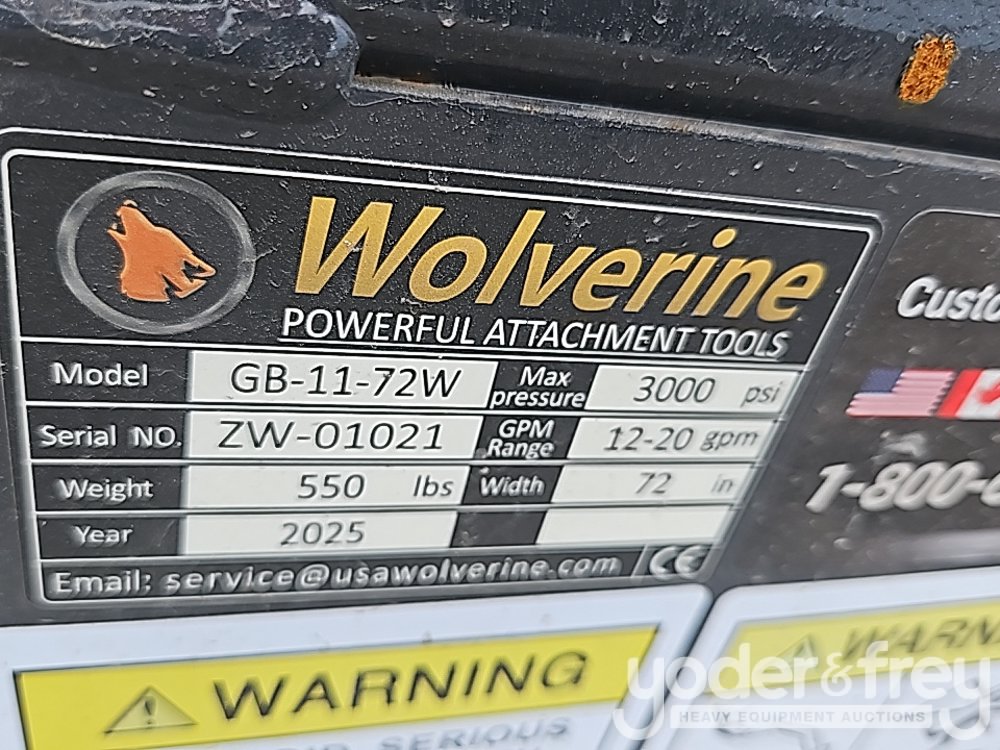 Wolverine
POWERFUL ATTACHMENT TOOLS
Model GB-11-72W Max pressure 3000 psi
Serial NO. ZW-01021 GPM Range 12-20 gpm
Weight 550 lbs Width 72 in
Year 2025
Email: service@usawolverine.com CE
Custo
1-800-
WARNING
SERIOUS
WARN
yoder&frey
HEAVY EQUIPMENT AUCTIONS